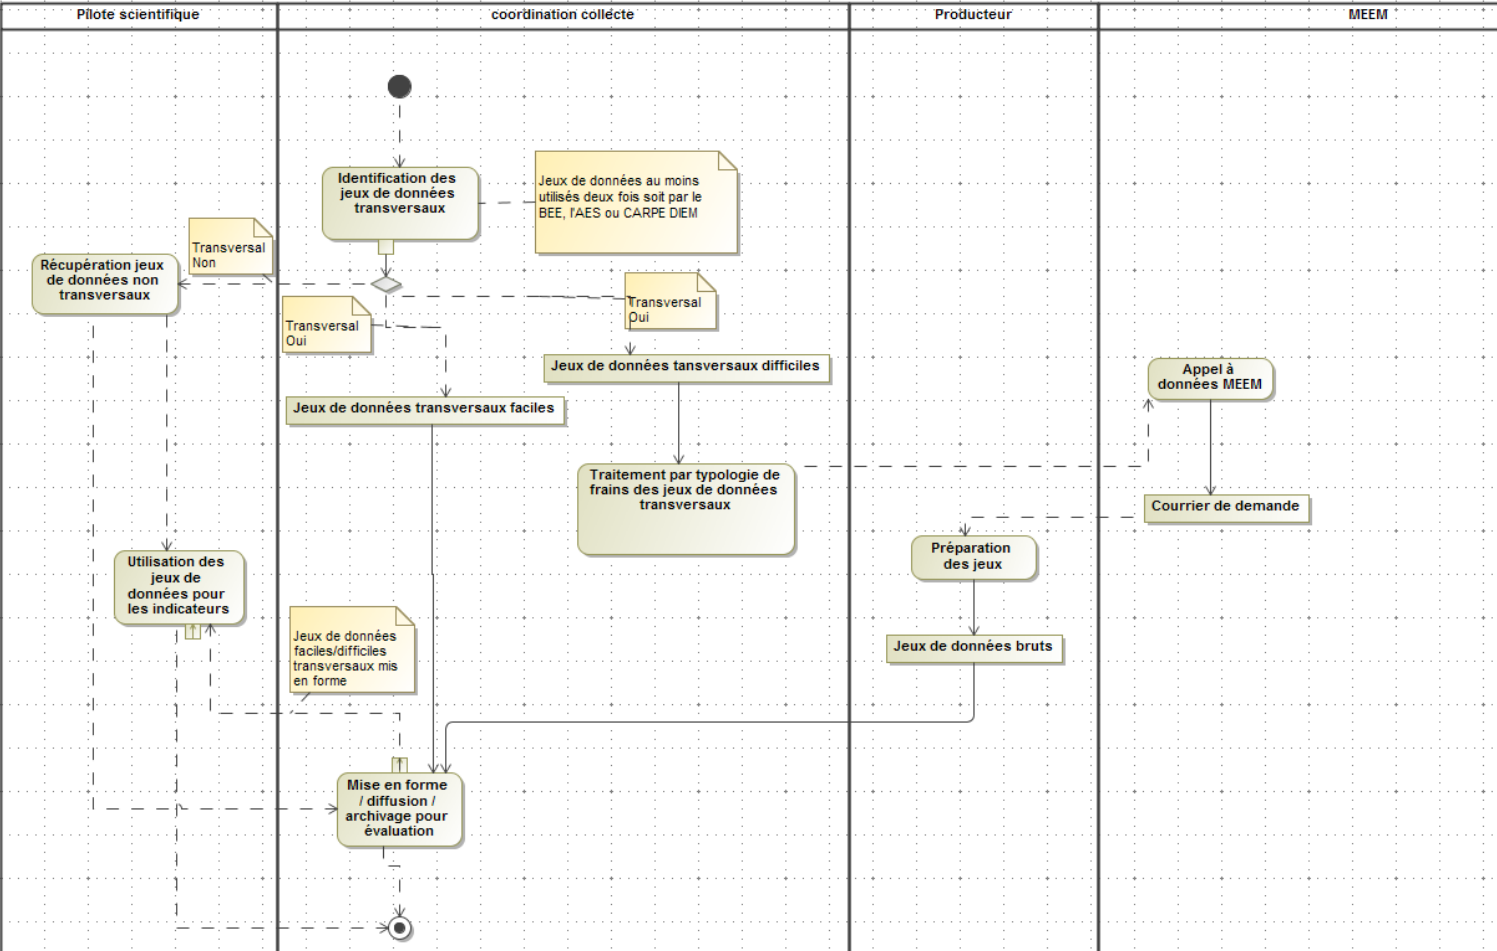 Pilote scientifique
coordination collecte
Producteur
MEEM
Identification des
jeux de données
transversaux
Jeux de données au moins
utilisés deux fois soit par le
BEE, l'AES ou CARPE DIEM
Transversal
Non
Récupération jeux
de données non
transversaux
Transversal
Oui
Transversal
Oui
Jeux de données tansversaux difficiles
Appel à
données MEEM
Jeux de données transversaux faciles
Traitement par typologie de
frains des jeux de données
transversaux
Courrier de demande
Préparation
des jeux
Utilisation des
jeux de
données pour
les indicateurs
Jeux de données
faciles/difficiles
transversaux mis
en forme
Jeux de données bruts
Mise en forme
/ diffusion /
archivage pour
évaluation